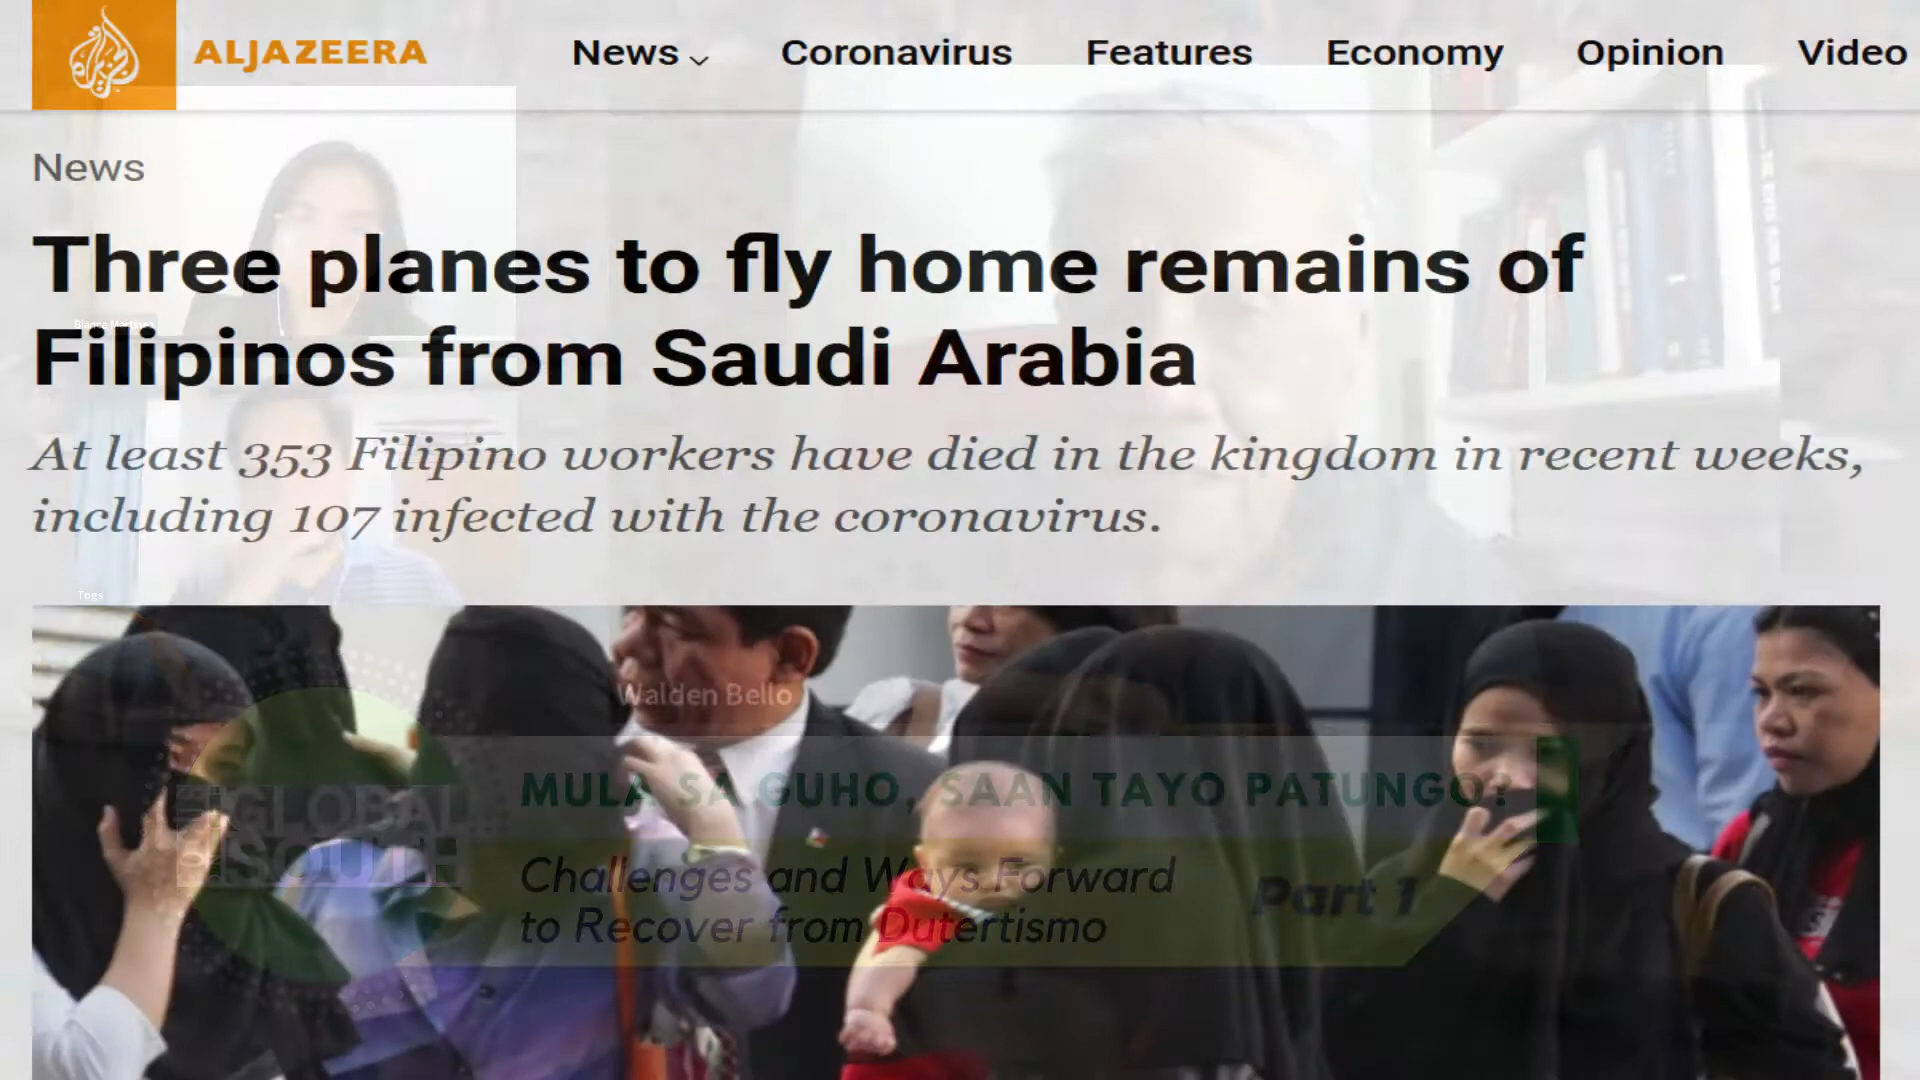 ALJAZEERA
News Coronavirus Features Economy Opinion Video
News
Three planes to fly home remains of
Filipinos from Saudi Arabia
At least 353 Filipino workers have died in the kingdom in recent weeks,
including 107 infected with the coronavirus.
Togs
Walden Bello
GLOBAL
SOUTH
MULA SA GUHO, SAAN TAYO PATUNGO?
Challenges and Ways Forward
to Recover from Dutertismo
Part 1